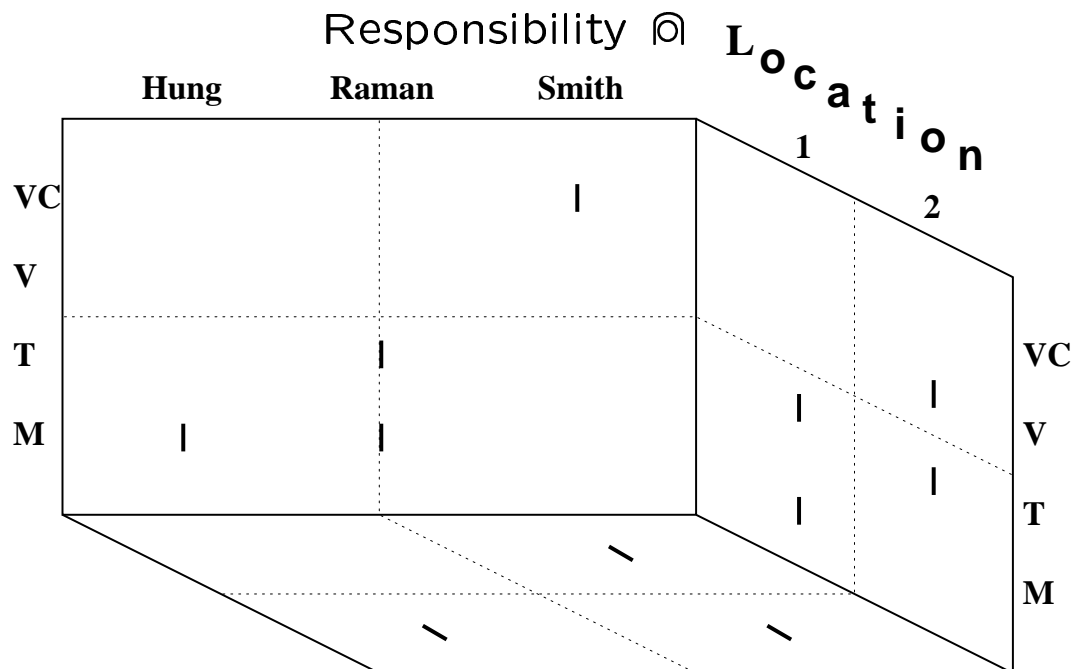 Responsibility
Location
Hung Raman Smith
1
2
VC
V
T
M
VC
V
T
M